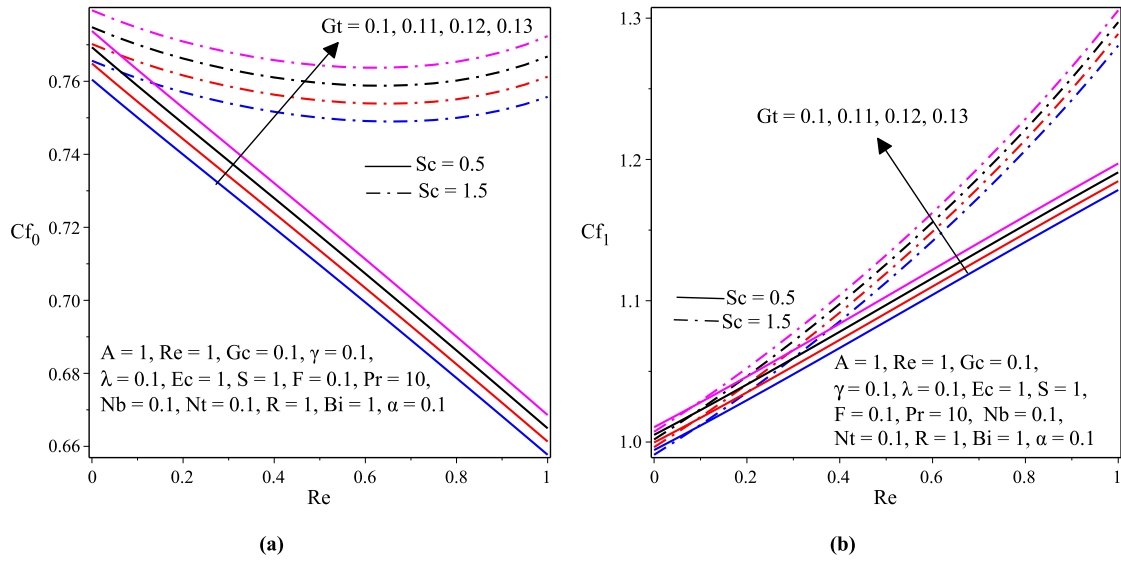 Gt = 0.1, 0.11, 0.12, 0.13
0.76
0.74
0.72
0.70
0.68
0.66
Cf0
Sc = 0.5
Sc = 1.5
A = 1, Re = 1, Gc = 0.1, γ = 0.1,
λ = 0.1, Ec = 1, S = 1, F = 0.1, Pr = 10,
Nb = 0.1, Nt = 0.1, R = 1, Bi = 1, α = 0.1
0 0.2 0.4 0.6 0.8 1
Re
(a)
1.3
1.2
1.1
1.0
Cf1
Gt = 0.1, 0.11, 0.12, 0.13
Sc = 0.5
Sc = 1.5
A = 1, Re = 1, Gc = 0.1,
γ = 0.1, λ = 0.1, Ec = 1, S = 1,
F = 0.1, Pr = 10, Nb = 0.1,
Nt = 0.1, R = 1, Bi = 1, α = 0.1
0 0.2 0.4 0.6 0.8 1
Re
(b)